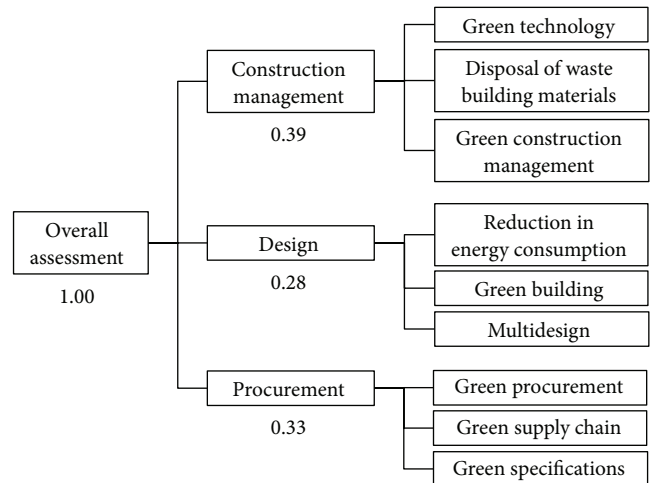 Overall
assessment
1.00
Construction
management
0.39
Green technology
Disposal of waste
building materials
Green construction
management
Design
0.28
Reduction in
energy consumption
Green building
Multidesign
Procurement
0.33
Green procurement
Green supply chain
Green specifications